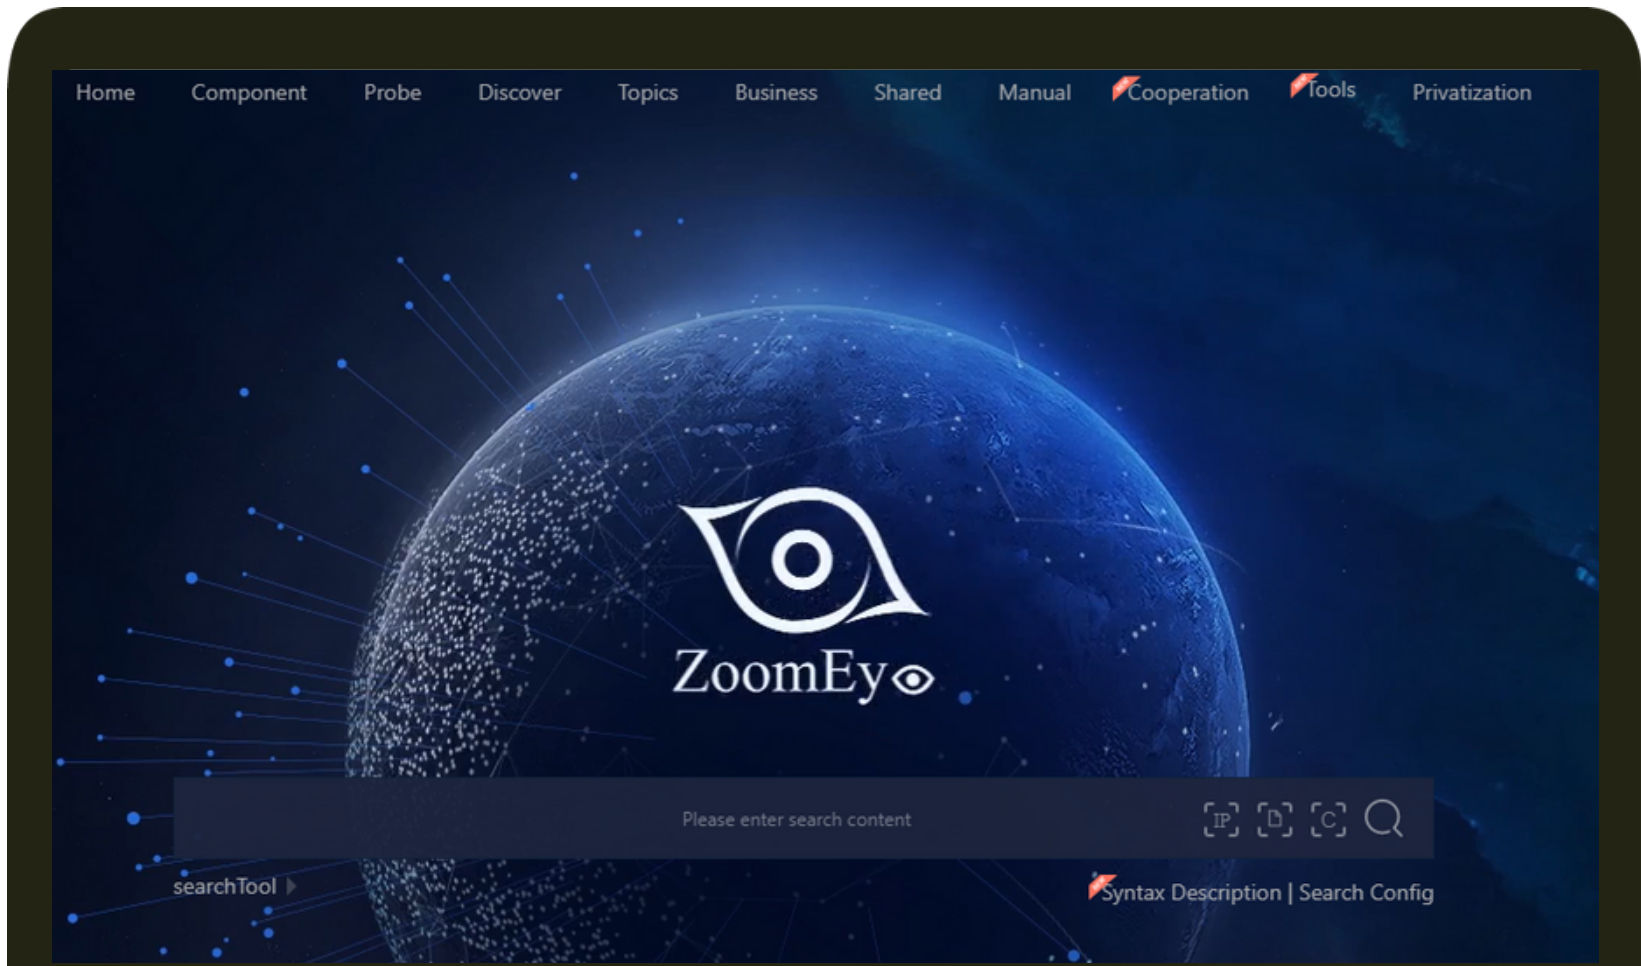 Home Component Probe Discover Topics Business Shared Manual Cooperation Tools Privatization
ZoomEy
Please enter search content
IP C
searchTool
Syntax Description | Search Config